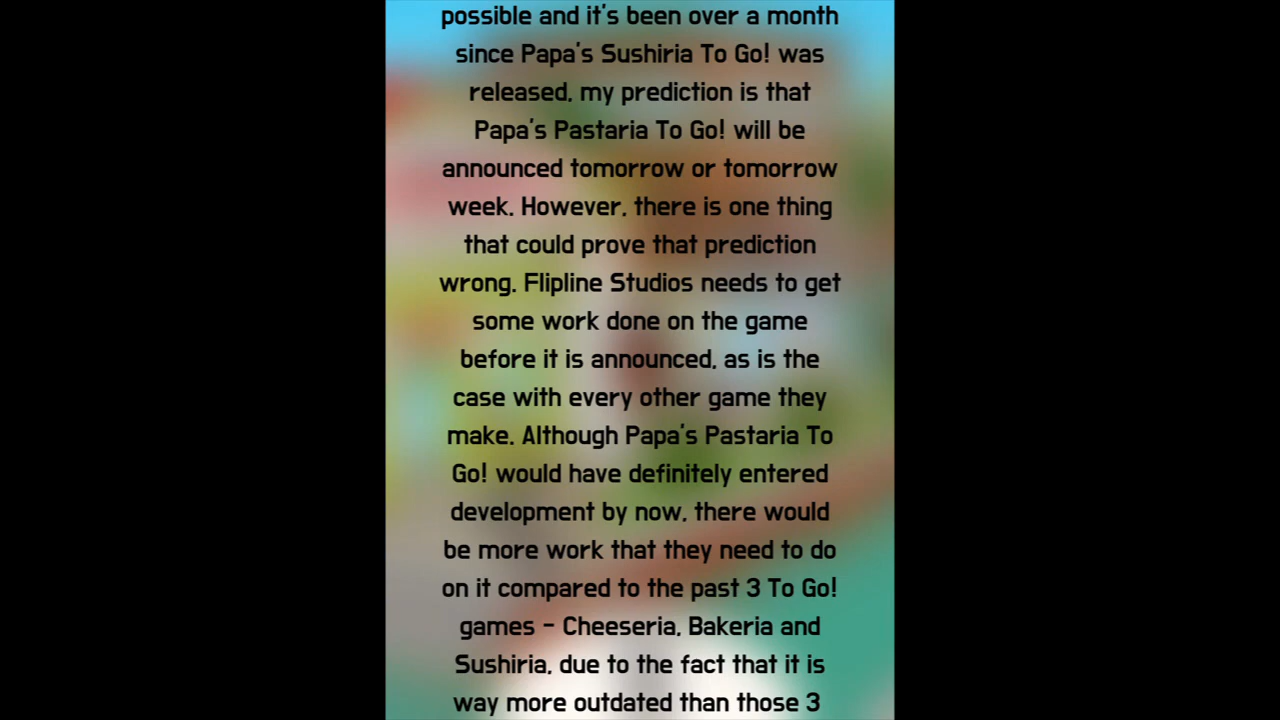 possible and it's been over a month
since Papa's Sushiria To Go! was
released, my prediction is that
Papa's Pastaria To Go! will be
announced tomorrow or tomorrow
week. However, there is one thing
that could prove that prediction
wrong. Flipline Studios needs to get
some work done on the game
before it is announced, as is the
case with every other game they
make. Although Papa's Pastaria To
Go! would have definitely entered
development by now, there would
be more work that they need to do
on it compared to the past 3 To Go!
games - Cheeseria, Bakeria and
Sushiria, due to the fact that it is
way more outdated than those 3